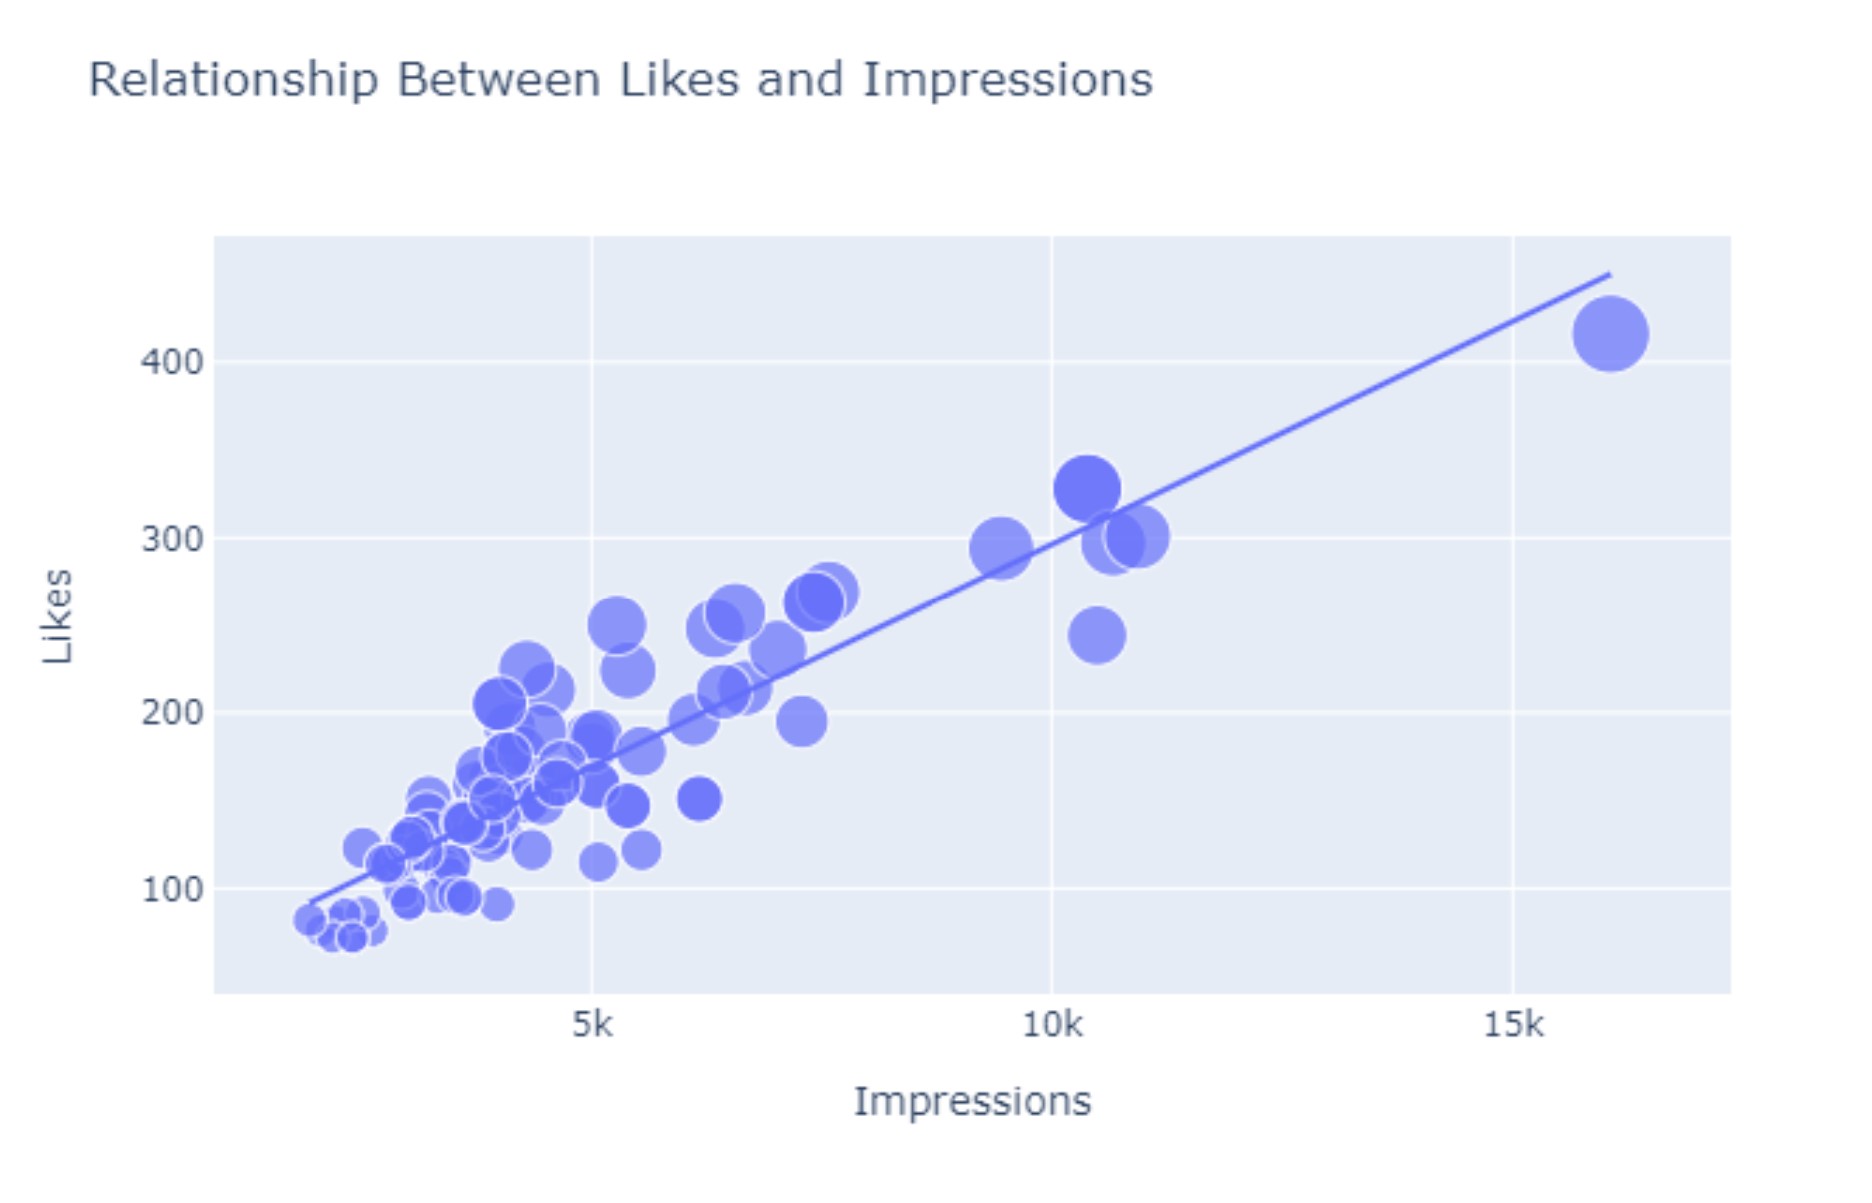 Relationship Between Likes and Impressions
400
300
200
100
Likes
5k 10k 15k
Impressions